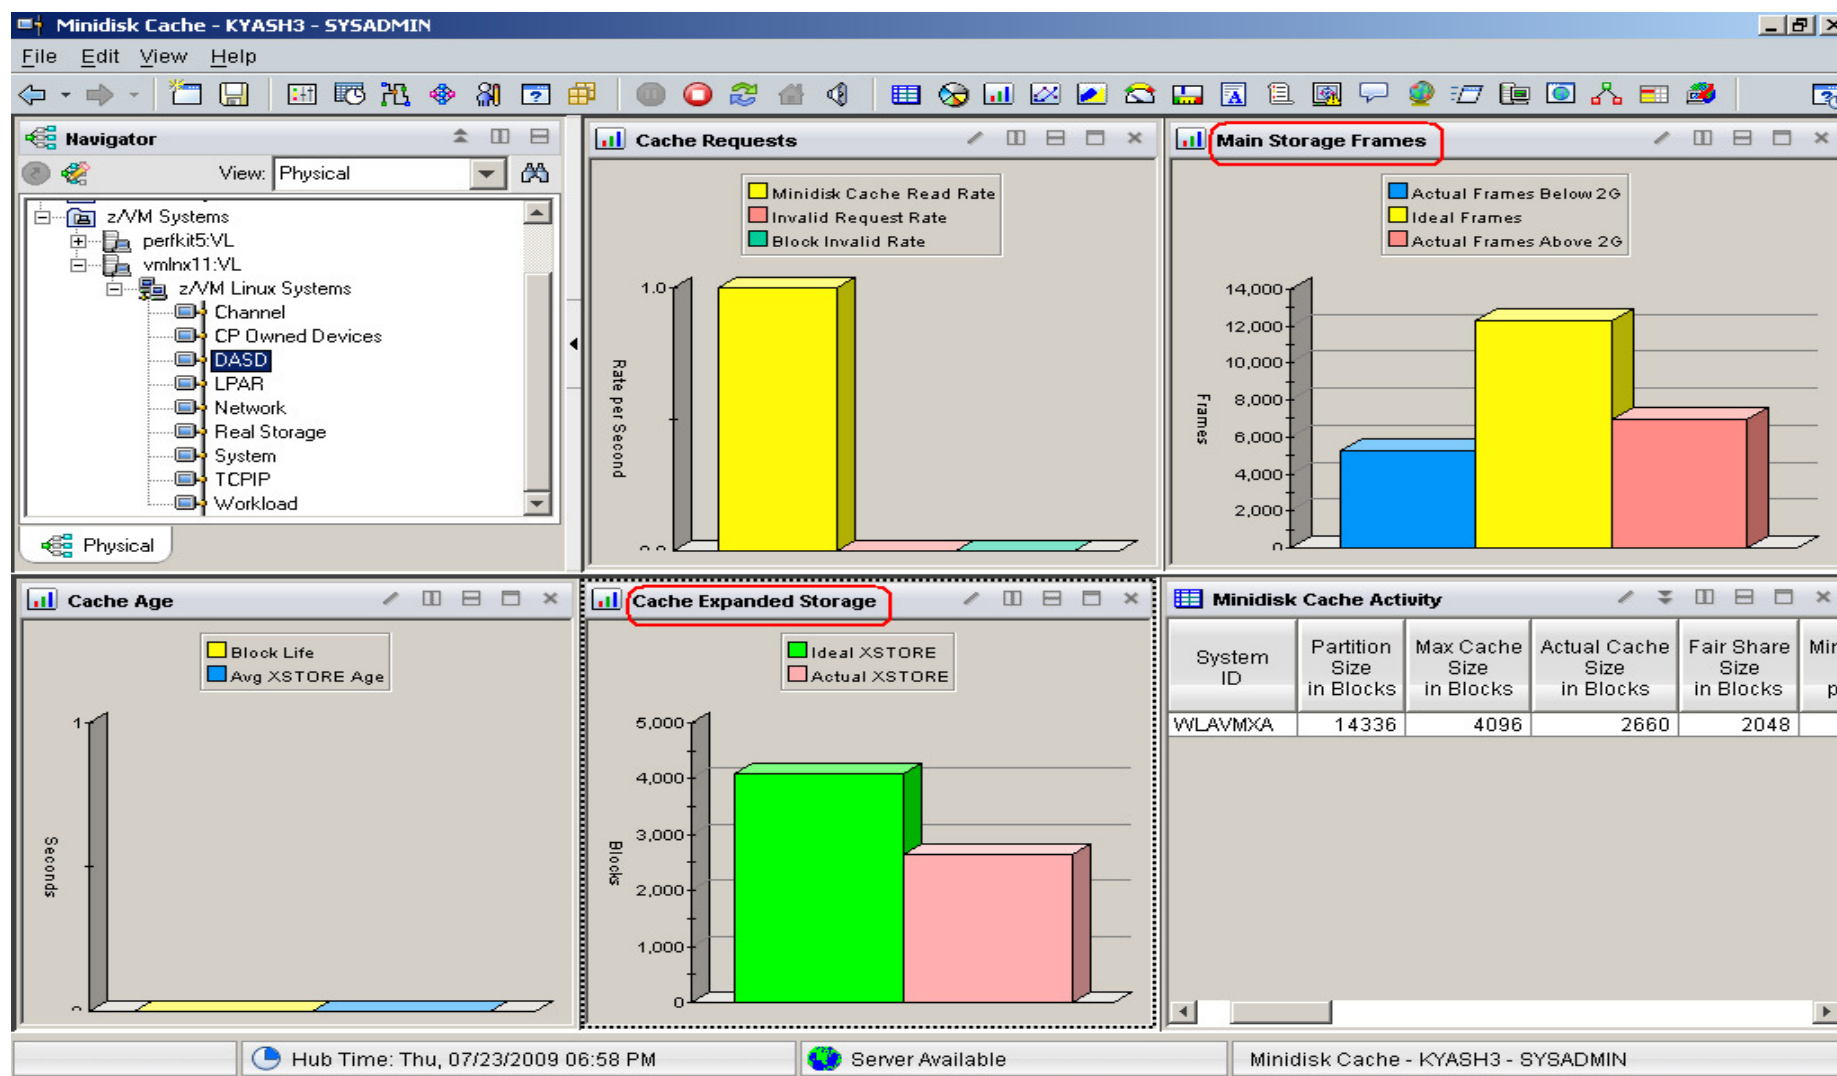 Minidisk Cache - KYASH3 - SYSADMIN
File Edit View Help
Navigator
View: Physical
z/VM Systems
perfkit5:VL
vmlnx11:VL
z/VM Linux Systems
Channel
CP Owned Devices
DASD
LPAR
Network
Real Storage
System
TCPIP
Workload
Physical
Cache Requests
Minidisk Cache Read Rate
Invalid Request Rate
Block Invalid Rate
1.0
Rate per Second
Main Storage Frames
Actual Frames Below 2G
Ideal Frames
Actual Frames Above 2G
14,000
12,000
10,000
8,000
6,000
4,000
2,000
0
Frames
Cache Age
Block Life
Avg XSTORE Age
1
Seconds
Cache Expanded Storage
Ideal XSTORE
Actual XSTORE
5,000
4,000
3,000
2,000
1,000
0
Blocks
Minidisk Cache Activity
System ID
Partition Size in Blocks
Max Cache Size in Blocks
Actual Cache Size in Blocks
Fair Share Size in Blocks
WLAVMXA 14336 4096 2660 2048
Hub Time: Thu, 07/23/2009 06:58 PM
Server Available
Minidisk Cache - KYASH3 - SYSADMIN